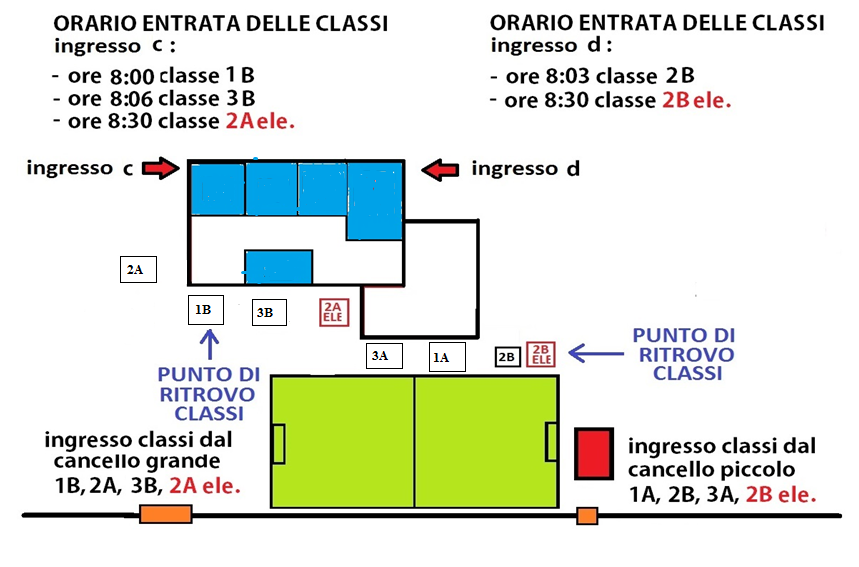 ORARIO ENTRATA DELLE CLASSI
ingresso c :
- ore 8:00 classe 1 B
- ore 8:06 classe 3B
- ore 8:30 classe 2A ele.
ORARIO ENTRATA DELLE CLASSI
ingresso d :
- ore 8:03 classe 2B
- ore 8:30 classe 2B ele.
ingresso c
ingresso d
2A
1B
3B
2A
ELE
3A
1A
2B
2B
ELE
PUNTO DI
RITROVO
CLASSI
PUNTO DI
RITROVO
CLASSI
ingresso classi dal
cancello grande
1B, 2A, 3B, 2A ele.
ingresso classi dal
cancello piccolo
1A, 2B, 3A, 2B ele.